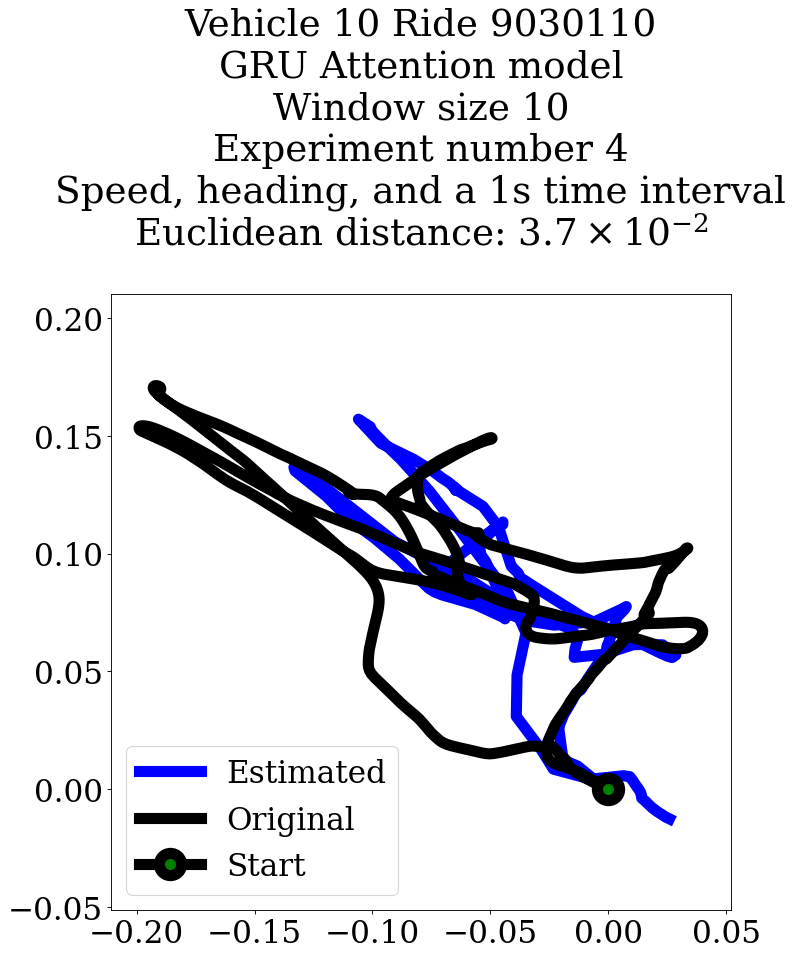 Vehicle 10 Ride 9030110
GRU Attention model
Window size 10
Experiment number 4
Speed, heading, and a 1s time interval
Euclidean distance: 3.7 × 10⁻²
0.20
0.15
0.10
0.05
0.00
−0.05
Estimated
Original
Start
−0.20 −0.15 −0.10 −0.05 0.00 0.05